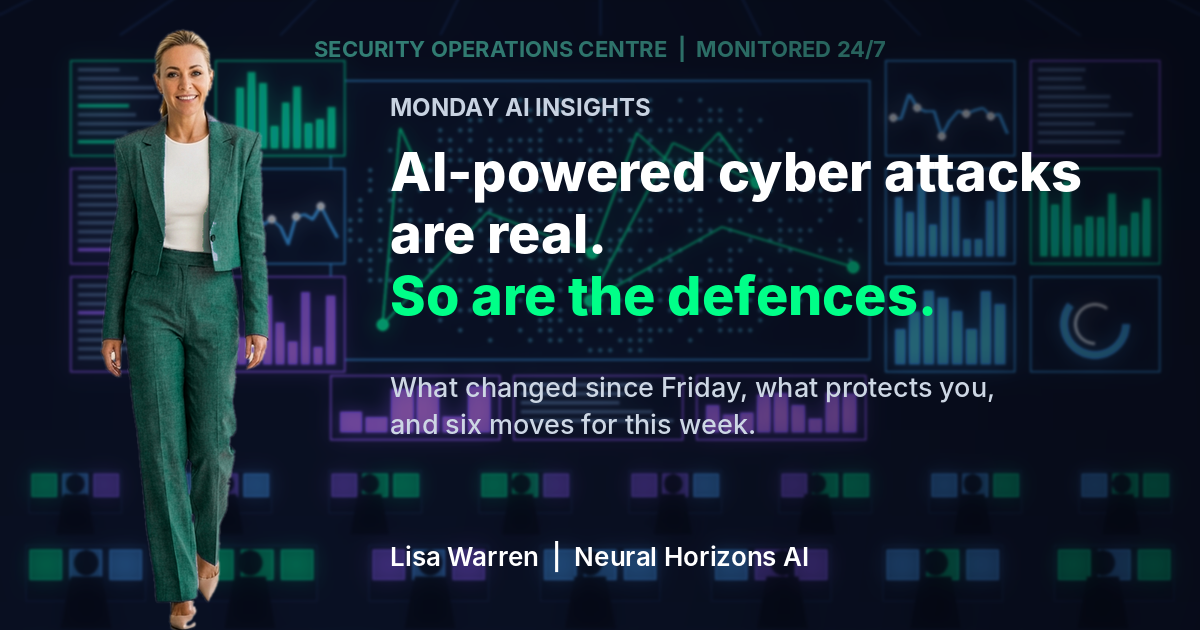 SECURITY OPERATIONS CENTRE | MONITORED 24/7
MONDAY AI INSIGHTS
AI-powered cyber attacks
are real.
So are the defences.
What changed since Friday, what protects you,
and six moves for this week.
Lisa Warren | Neural Horizons AI